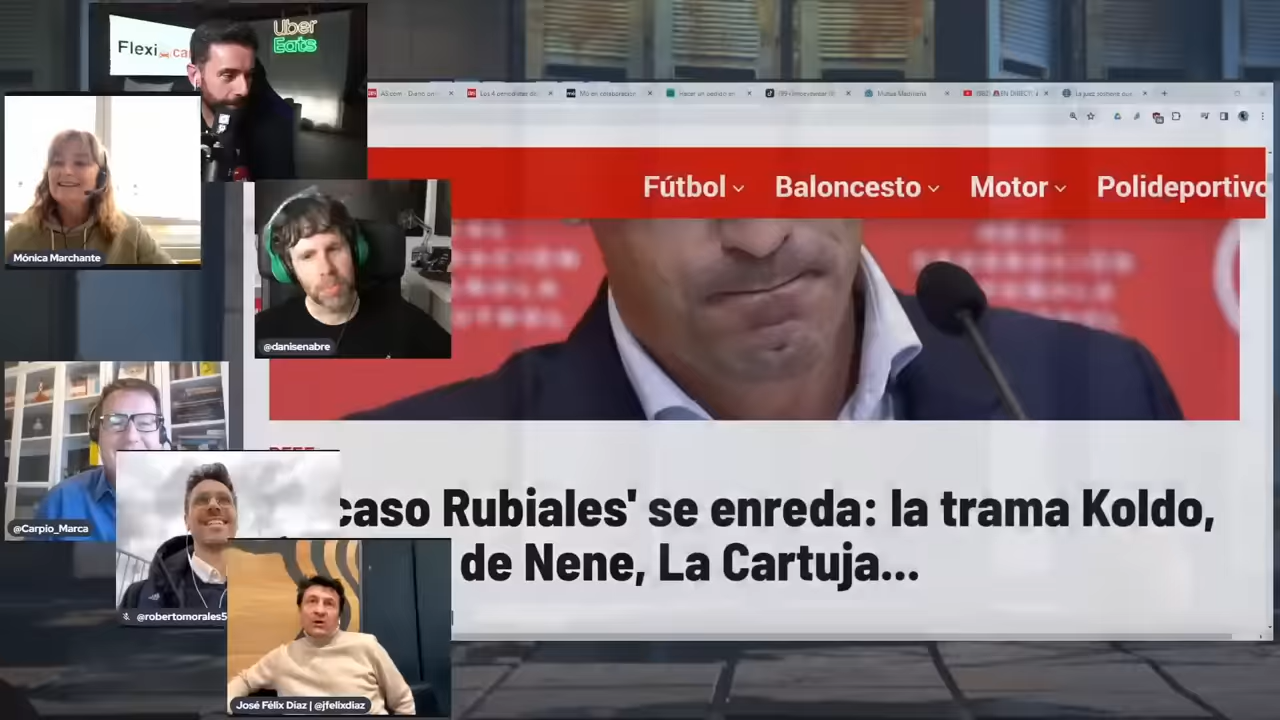 Flexi car
Uber
Eats
Mónica Marchante
@danisenabre
@Carpio_Marca
@robertomorales5
José Félix Díaz | @jfelixdiaz
Fútbol
Baloncesto
Motor
Polideportivo
caso Rubiales' se enreda: la trama Koldo,
de Nene, La Cartuja...